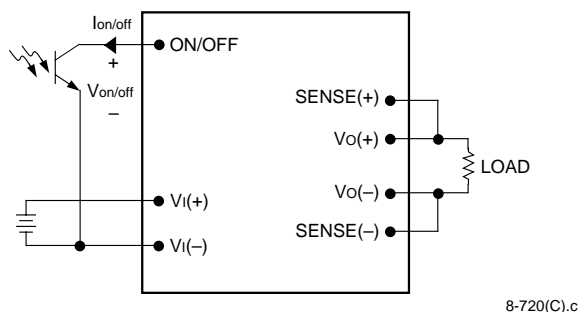 Ion/off
ON/OFF
+
Von/off
–
SENSE(+)
VO(+)
LOAD
VO(–)
SENSE(–)
VI(+)
VI(–)
8-720(C).c